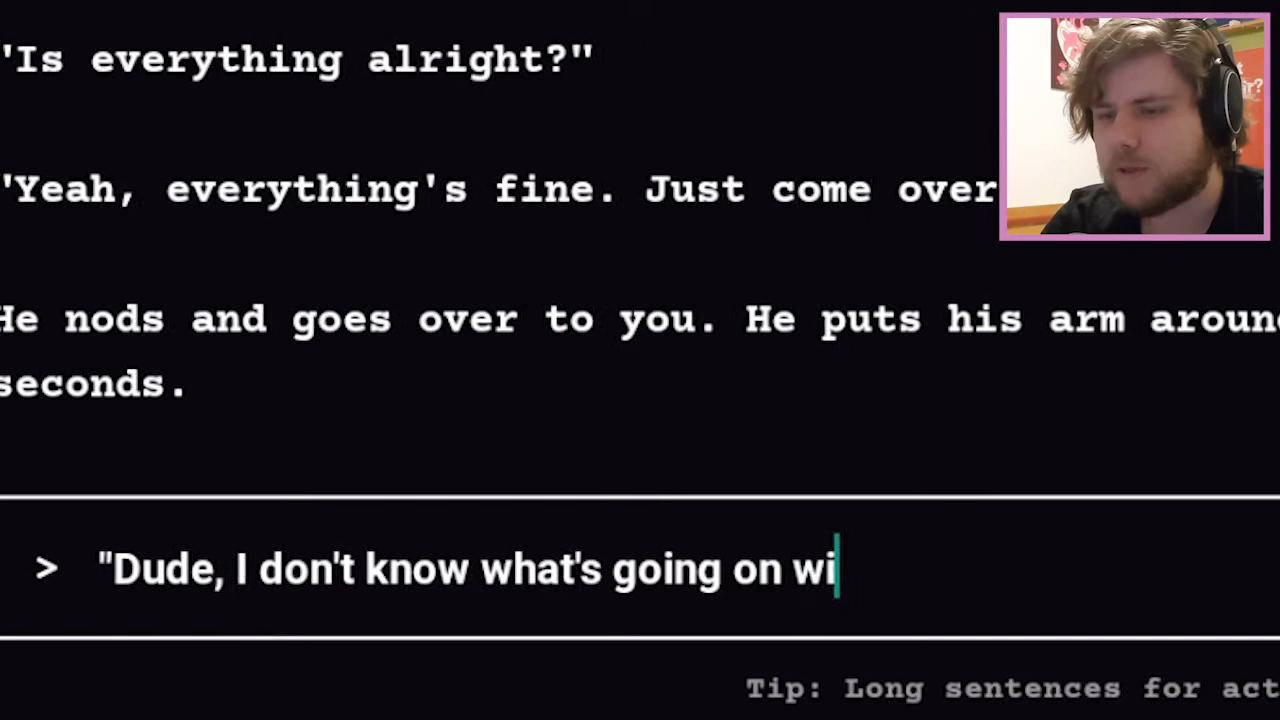 'Is everything alright?"
'Yeah, everything's fine. Just come over
He nods and goes over to you. He puts his arm around
seconds.
> "Dude, I don't know what's going on wi
Tip: Long sentences for act